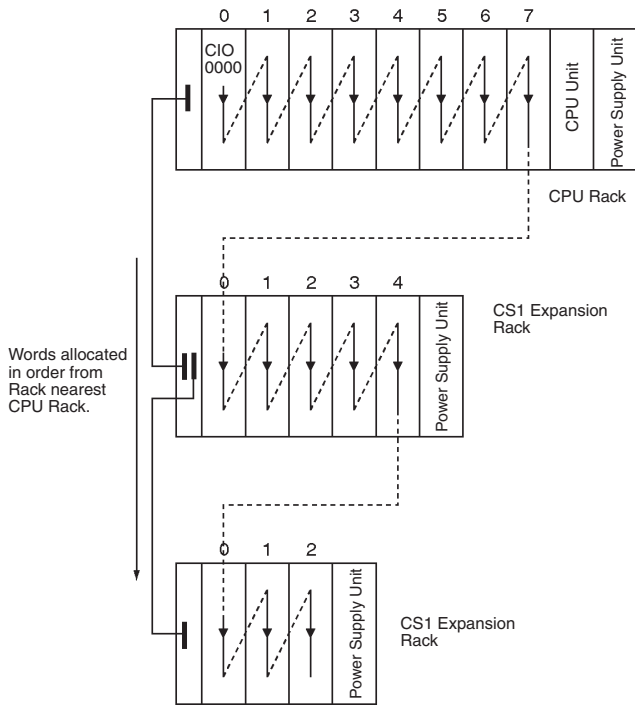 0 1 2 3 4 5 6 7
CIO
0000
CPU Unit
Power Supply Unit
CPU Rack
0 1 2 3 4
Power Supply Unit
CS1 Expansion
Rack
Words allocated
in order from
Rack nearest
CPU Rack.
0 1 2
Power Supply Unit
CS1 Expansion
Rack